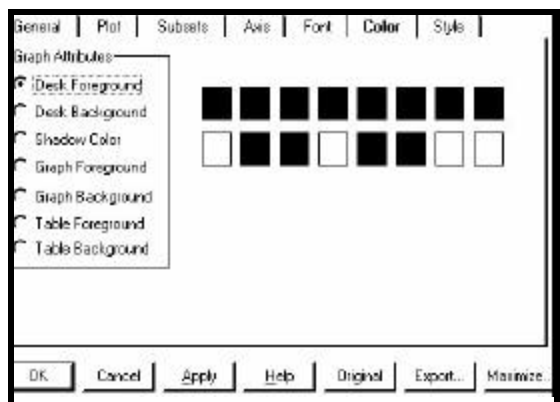 General Plot Subsets Axis Font Color Style
Graph Attributes
Desk Foreground
Desk Background
Shadow Color
Graph Foreground
Graph Background
Table Foreground
Table Background
OK Cancel Apply Help Original Export... Maximize..